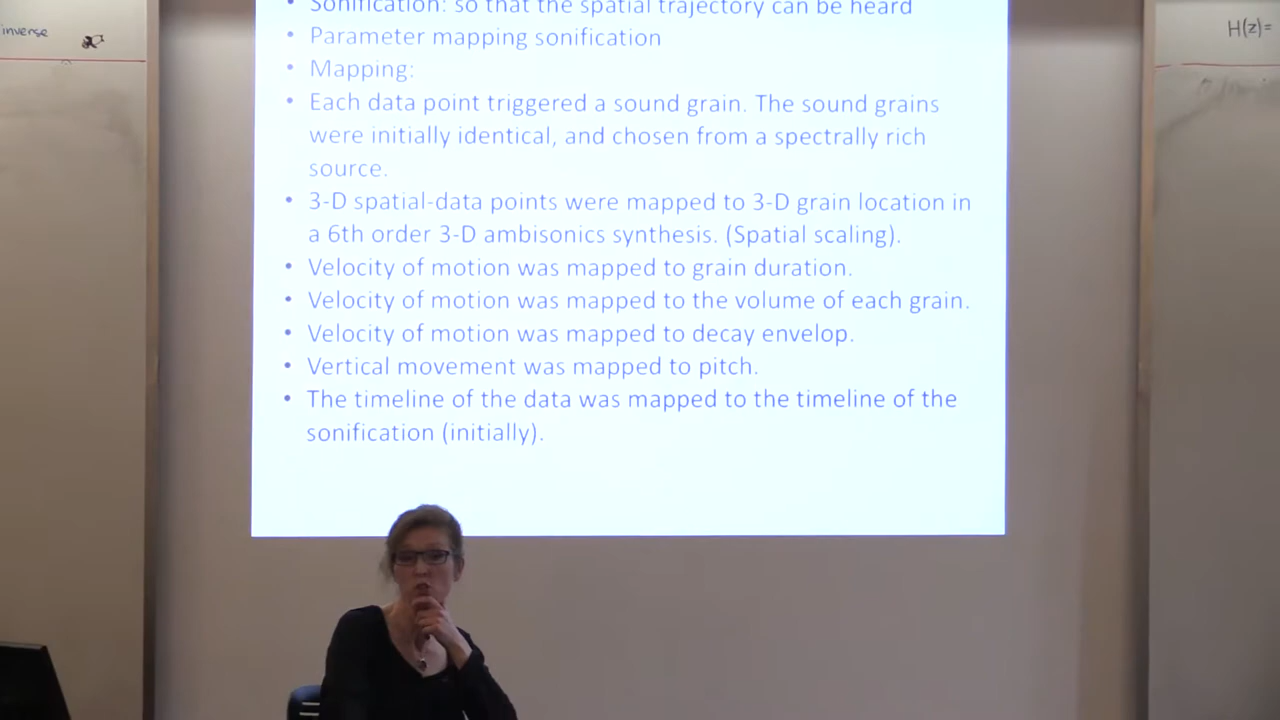 inverse
H(z)=
• Sonification: so that the spatial trajectory can be heard
• Parameter mapping sonification
• Mapping:
• Each data point triggered a sound grain. The sound grains
were initially identical, and chosen from a spectrally rich
source.
• 3-D spatial-data points were mapped to 3-D grain location in
a 6th order 3-D ambisonics synthesis. (Spatial scaling).
• Velocity of motion was mapped to grain duration.
• Velocity of motion was mapped to the volume of each grain.
• Velocity of motion was mapped to decay envelop.
• Vertical movement was mapped to pitch.
• The timeline of the data was mapped to the timeline of the
sonification (initially).